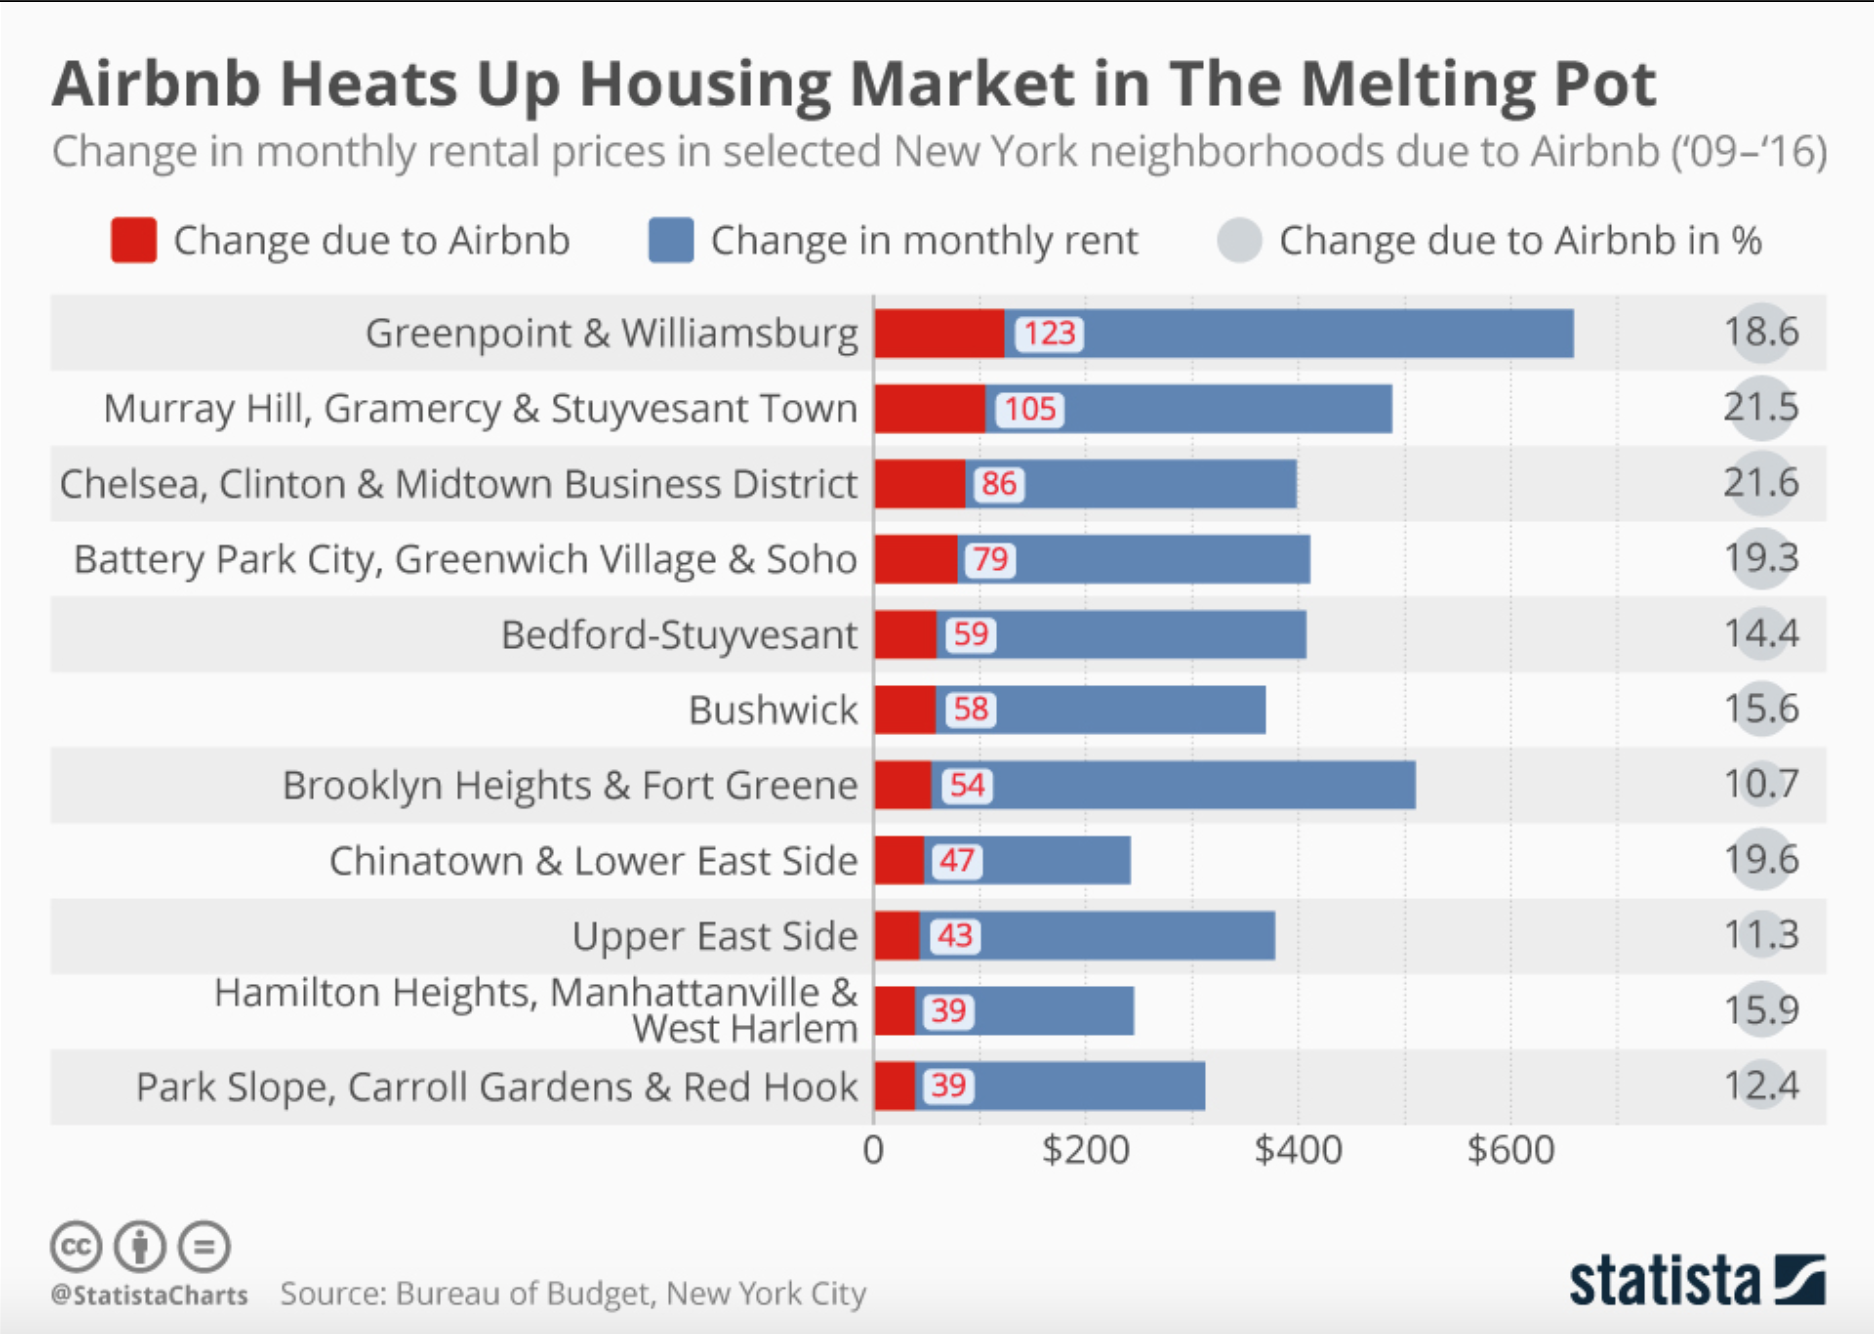 Airbnb Heats Up Housing Market in The Melting Pot
Change in monthly rental prices in selected New York neighborhoods due to Airbnb (‘09–‘16)
Change due to Airbnb
Change in monthly rent
Change due to Airbnb in %
Greenpoint & Williamsburg 123 18.6
Murray Hill, Gramercy & Stuyvesant Town 105 21.5
Chelsea, Clinton & Midtown Business District 86 21.6
Battery Park City, Greenwich Village & Soho 79 19.3
Bedford-Stuyvesant 59 14.4
Bushwick 58 15.6
Brooklyn Heights & Fort Greene 54 10.7
Chinatown & Lower East Side 47 19.6
Upper East Side 43 11.3
Hamilton Heights, Manhattanville &
West Harlem 39 15.9
Park Slope, Carroll Gardens & Red Hook 39 12.4
0 $200 $400 $600
cc
@StatistaCharts Source: Bureau of Budget, New York City
statista